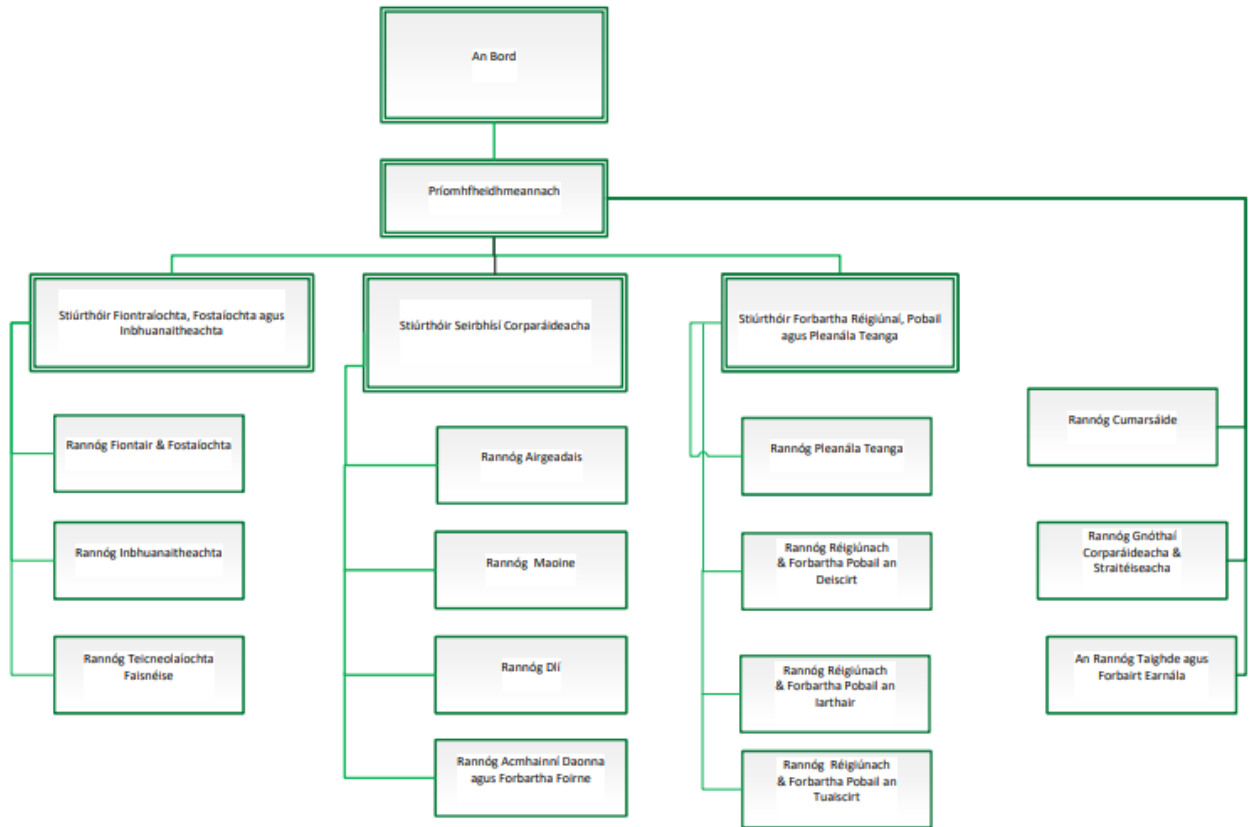 An Bord
Príomhfheidhmeannach
Stiúrthóir Fiontraíochta, Fostaíochta agus
Inbhuanaitheachta
Stiúrthóir Seirbhísí Corparáideacha
Stiúrthóir Forbartha Réigiúnaí, Pobail
agus Pleanála Teanga
Rannóg Fiontair & Fostaíochta
Rannóg Inbhuanaitheachta
Rannóg Teicneolaíochta
Faisnéise
Rannóg Airgeadais
Rannóg Maoine
Rannóg Dlí
Rannóg Acmhainní Daonna
agus Forbartha Foirne
Rannóg Pleanála Teanga
Rannóg Réigiúnach
& Forbartha Pobail an
Deiscirt
Rannóg Réigiúnach
& Forbartha Pobail an
Iarthair
Rannóg Réigiúnach
& Forbartha Pobail an
Tuaiscirt
Rannóg Cumarsáide
Rannóg Gnóthaí
Corparáideacha &
Straitéiseacha
An Rannóg Taighde agus
Forbairt Earnála